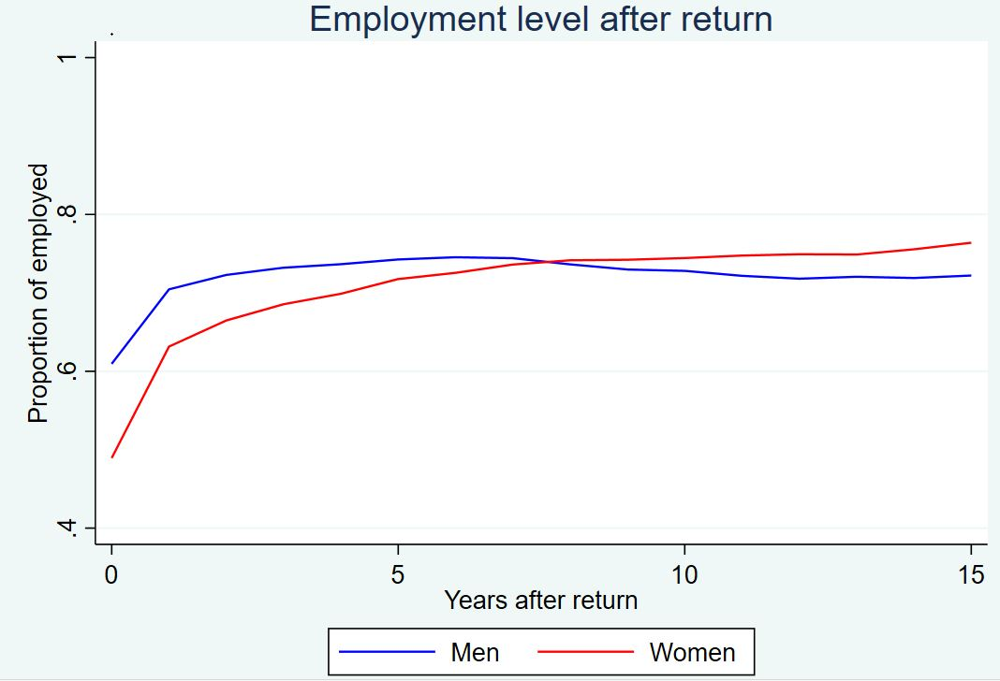 Employment level after return
Proportion of employed
1
.8
.6
.4
0 5 10 15
Years after return
Men Women